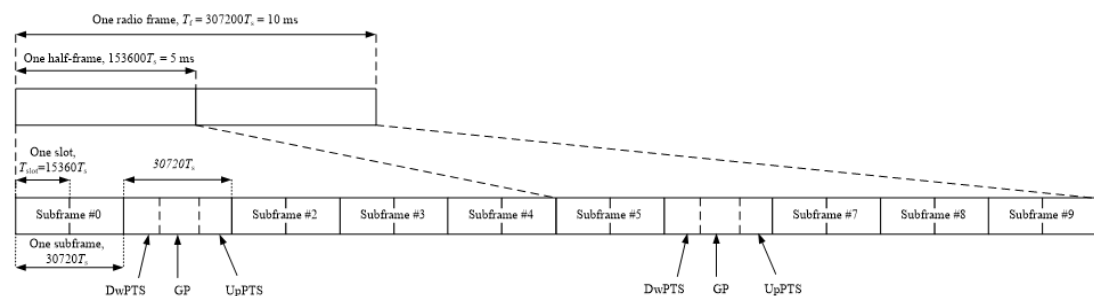 One radio frame, Tf = 307200Ts = 10 ms
One half-frame, 153600Ts = 5 ms
One slot,
Tslot=15360Ts
30720Ts
Subframe #0
Subframe #2
Subframe #3
Subframe #4
Subframe #5
Subframe #7
Subframe #8
Subframe #9
One subframe,
30720Ts
DwPTS
GP
UpPTS
DwPTS
GP
UpPTS